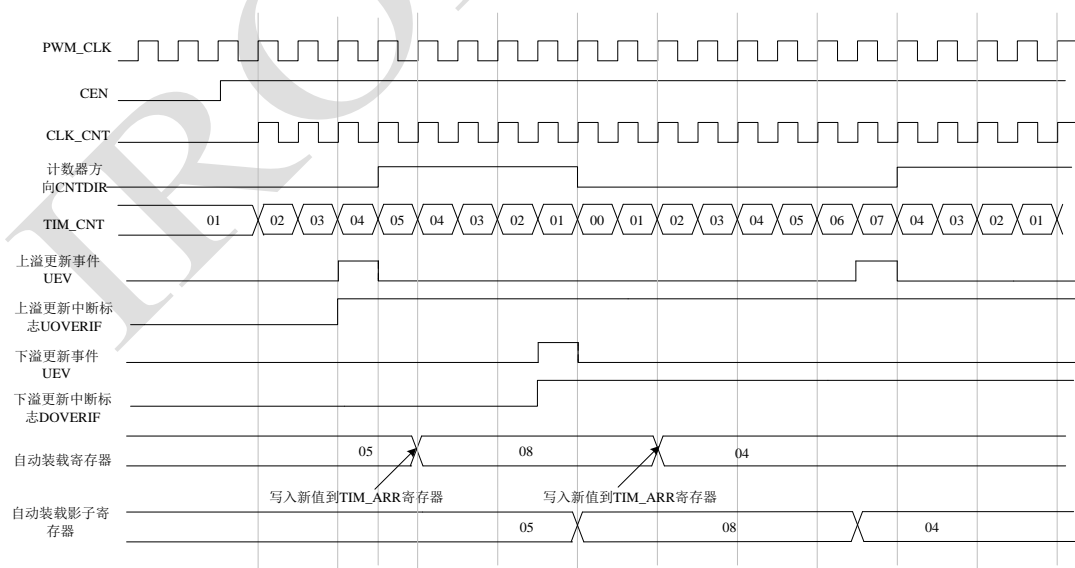 PWM_CLK
CEN
CLK_CNT
计数器方
向CNTDIR
TIM_CNT 01 02 03 04 05 04 03 02 01 00 01 02 03 04 05 06 07 04 03 02 01
上溢更新事件
UEV
上溢更新中断标
志UOVERIF
下溢更新事件
UEV
下溢更新中断标
志DOVERIF
自动装载寄存器 05 08 04
写入新值到TIM_ARR寄存器 写入新值到TIM_ARR寄存器
自动装载影子寄
存器 05 08 04